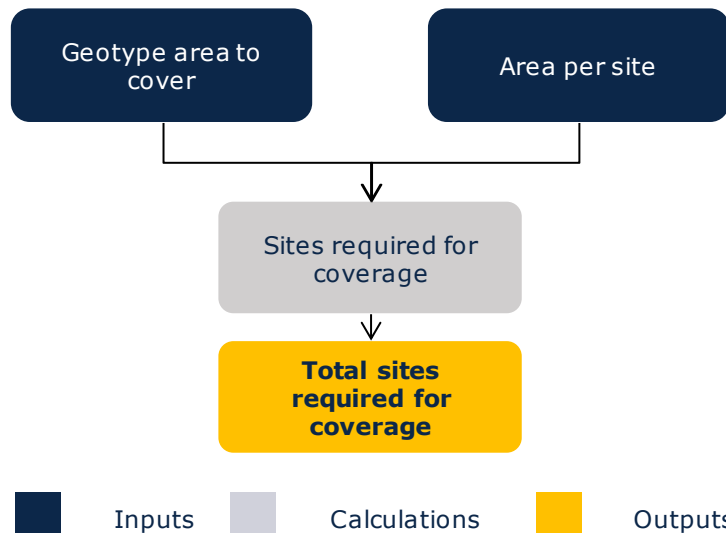 Geotype area to
cover
Area per site
Sites required for
coverage
Total sites
required for
coverage
Inputs
Calculations
Outputs